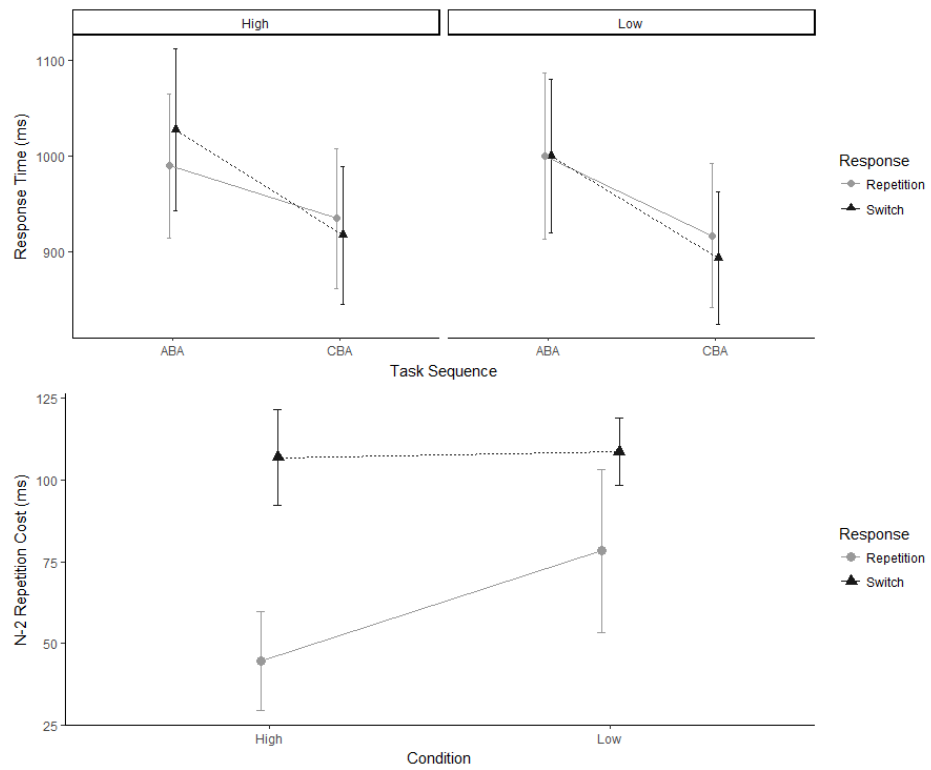 High
Low
Response Time (ms)
1100
1000
900
ABA
CBA
ABA
CBA
Task Sequence
Response
Repetition
Switch
N-2 Repetition Cost (ms)
125
100
75
50
25
High
Low
Condition
Response
Repetition
Switch